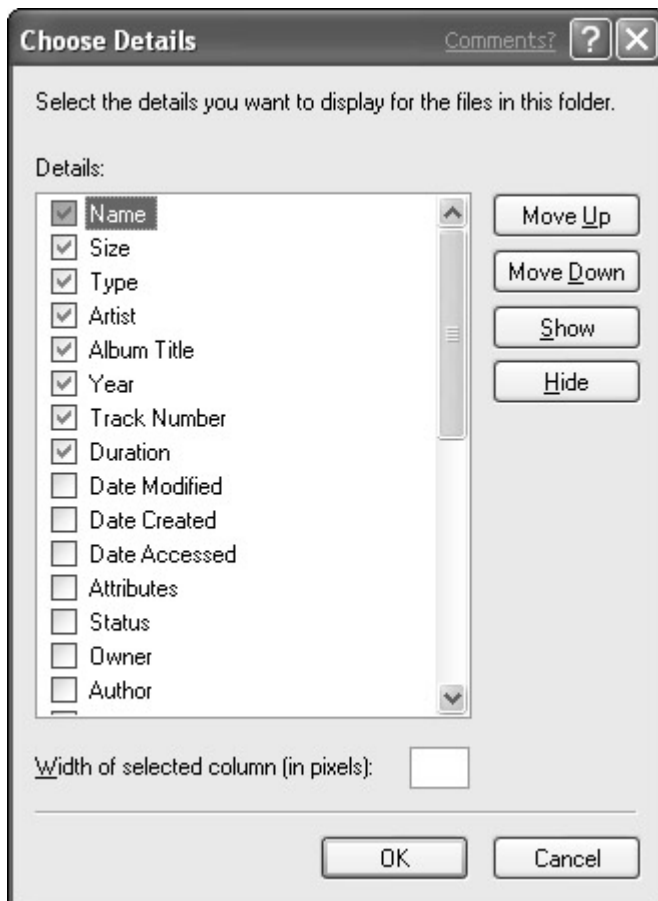 Choose Details Comments?
Select the details you want to display for the files in this folder.
Details:
Name
Size
Type
Artist
Album Title
Year
Track Number
Duration
Date Modified
Date Created
Date Accessed
Attributes
Status
Owner
Author
Move Up
Move Down
Show
Hide
Width of selected column (in pixels):
OK Cancel